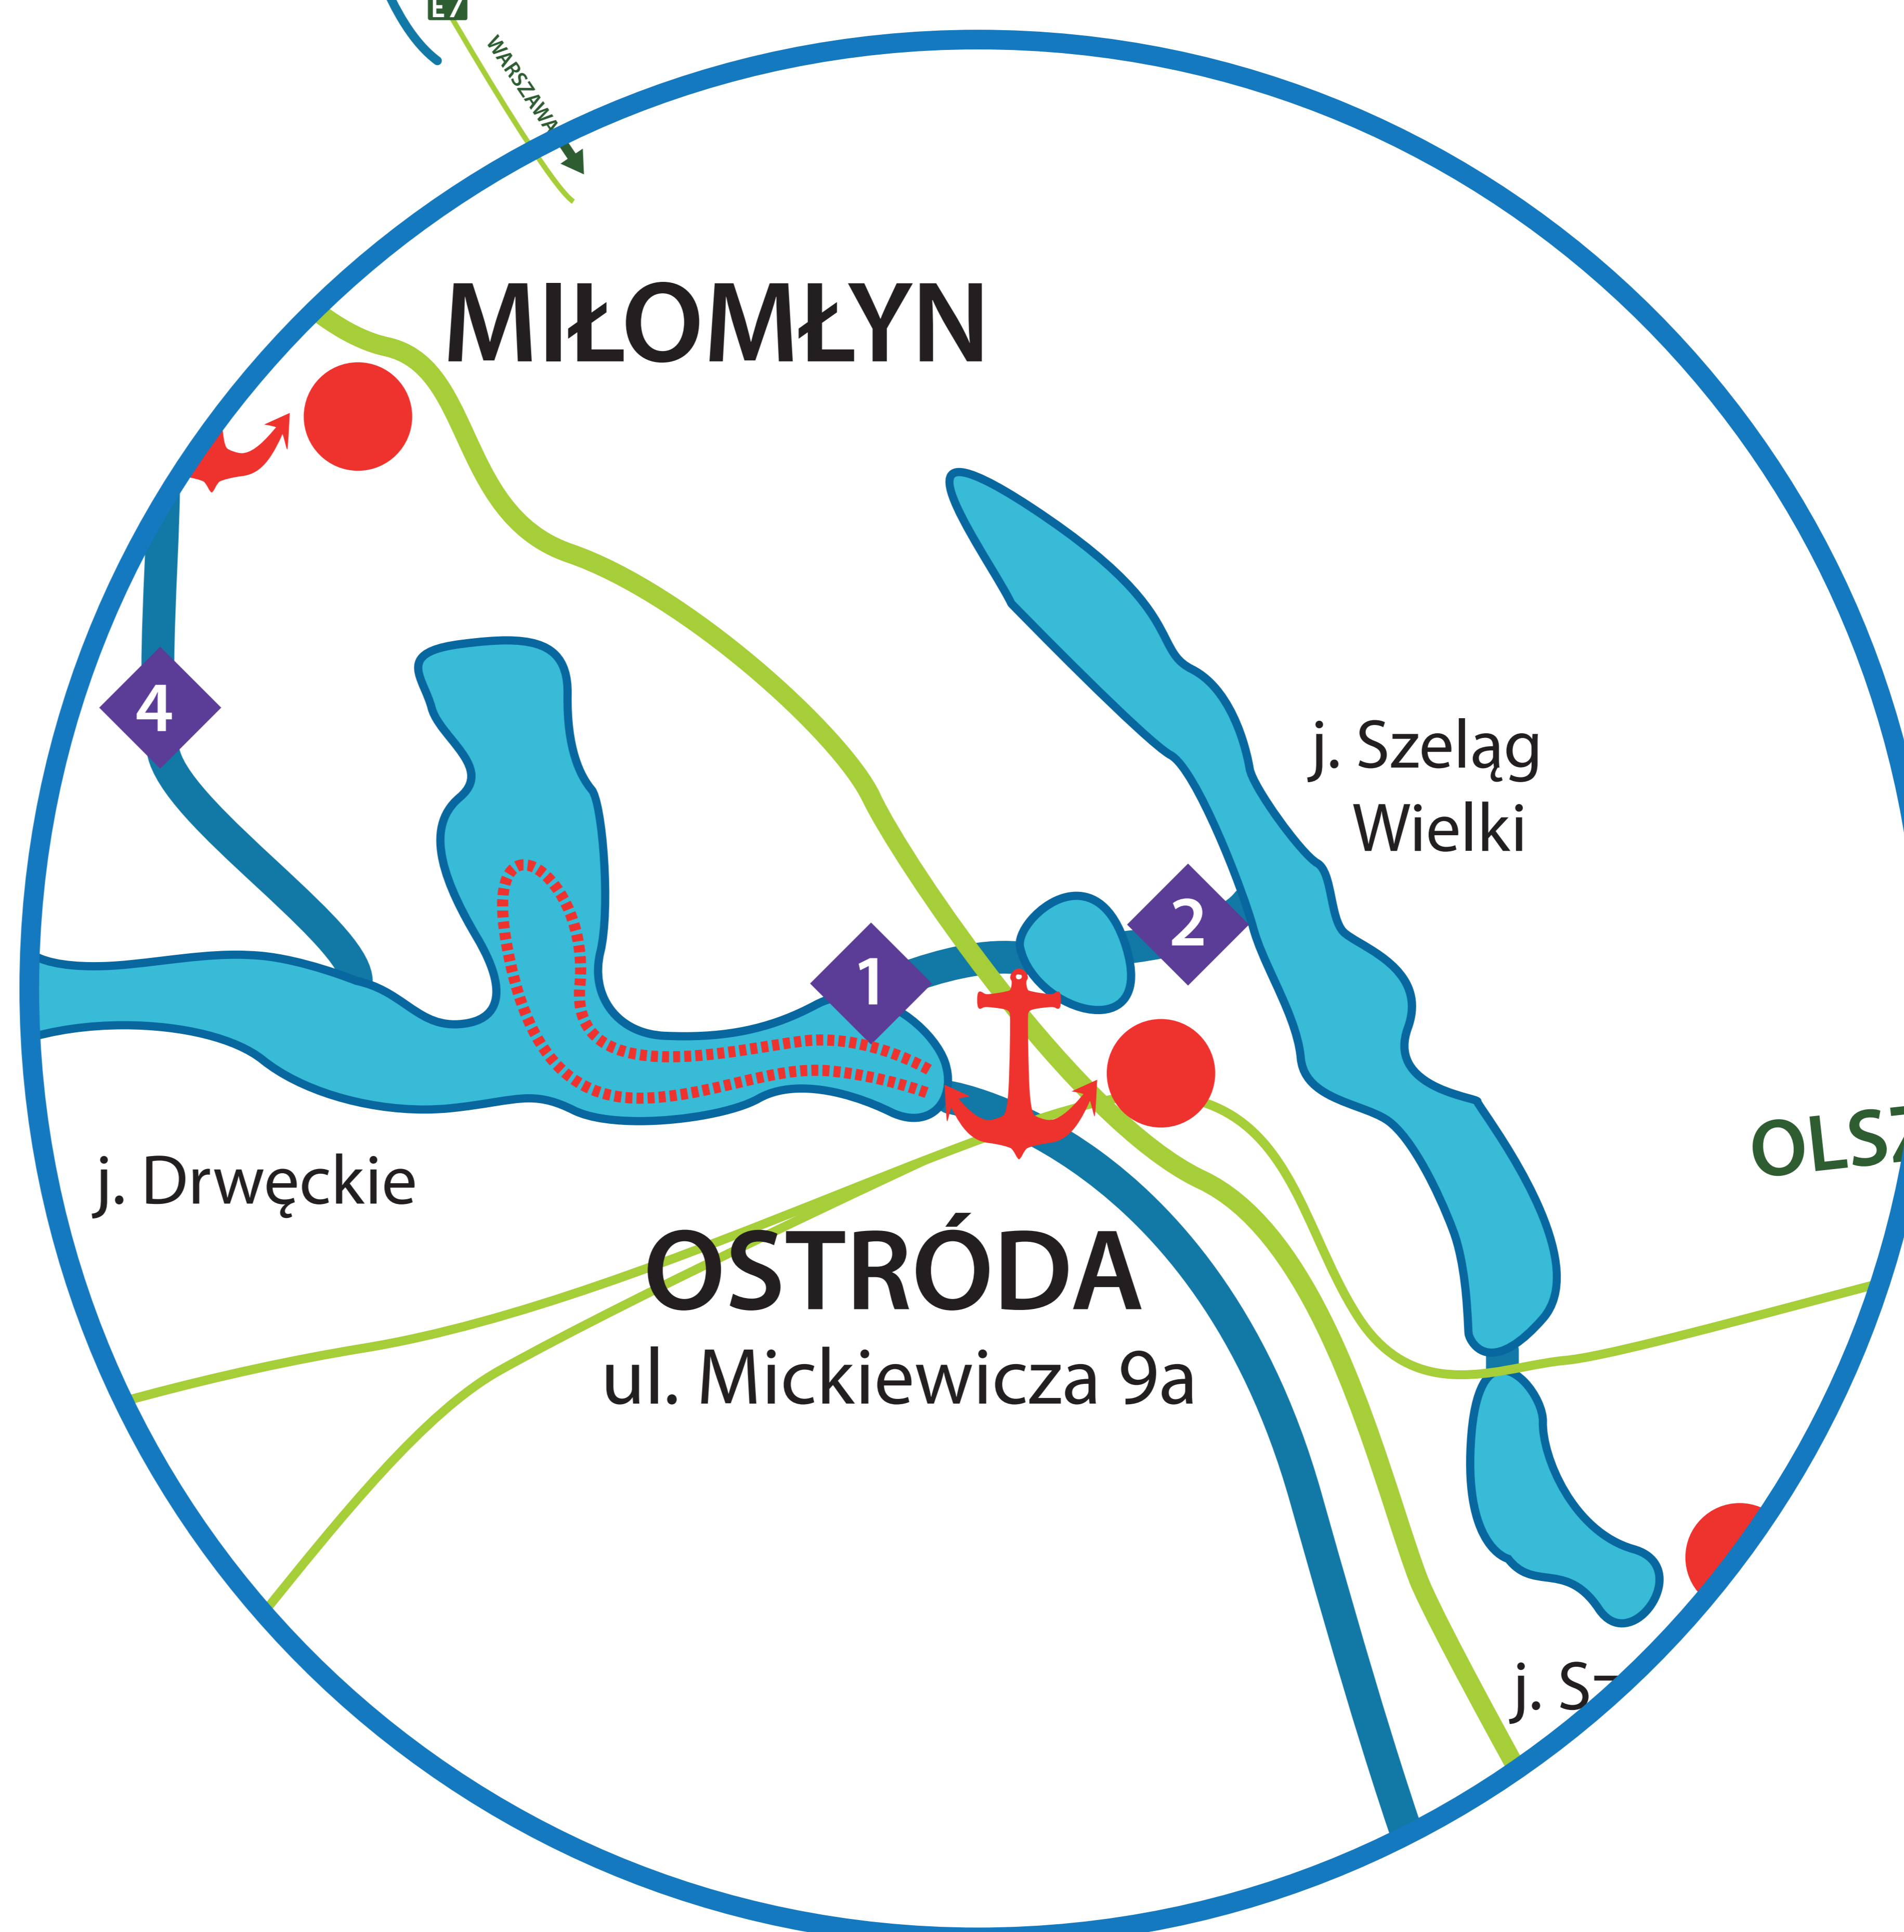 E7
WARSZAWA
MIŁOMŁYN
4
j. Szeląg
Wielki
2
1
j. Drwęckie
OSTRÓDA
ul. Mickiewicza 9a
j.